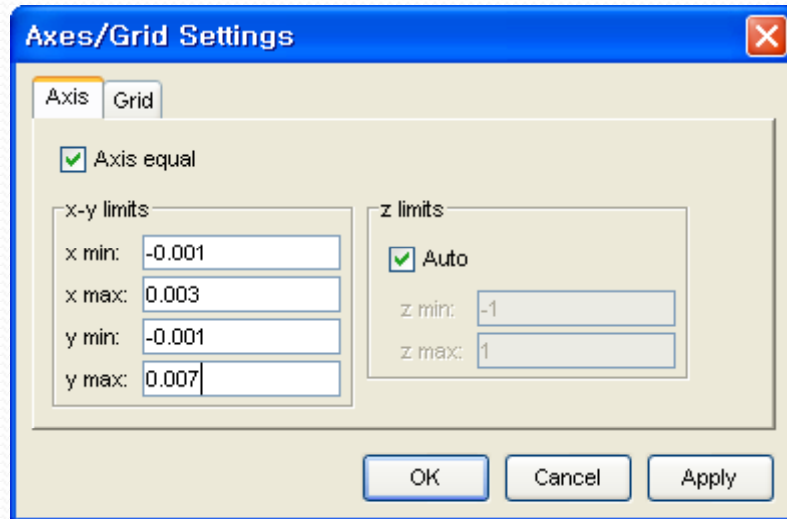 Axes/Grid Settings
Axis Grid
Axis equal
x-y limits
x min: -0.001
x max: 0.003
y min: -0.001
y max: 0.007
z limits
Auto
z min: -1
z max: 1
OK Cancel Apply